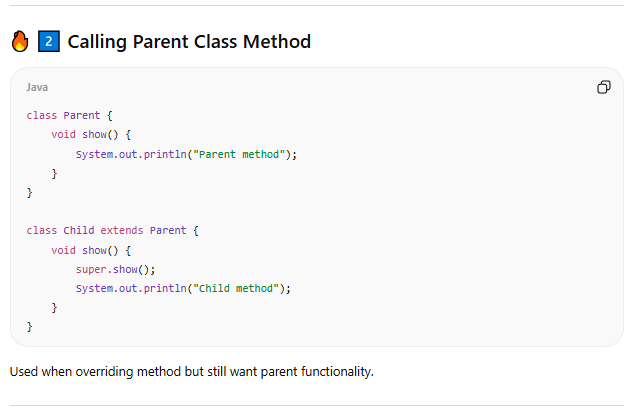 🔥 2️⃣ Calling Parent Class Method
Java
class Parent {
    void show() {
        System.out.println("Parent method");
    }
}

class Child extends Parent {
    void show() {
        super.show();
        System.out.println("Child method");
    }
}
Used when overriding method but still want parent functionality.